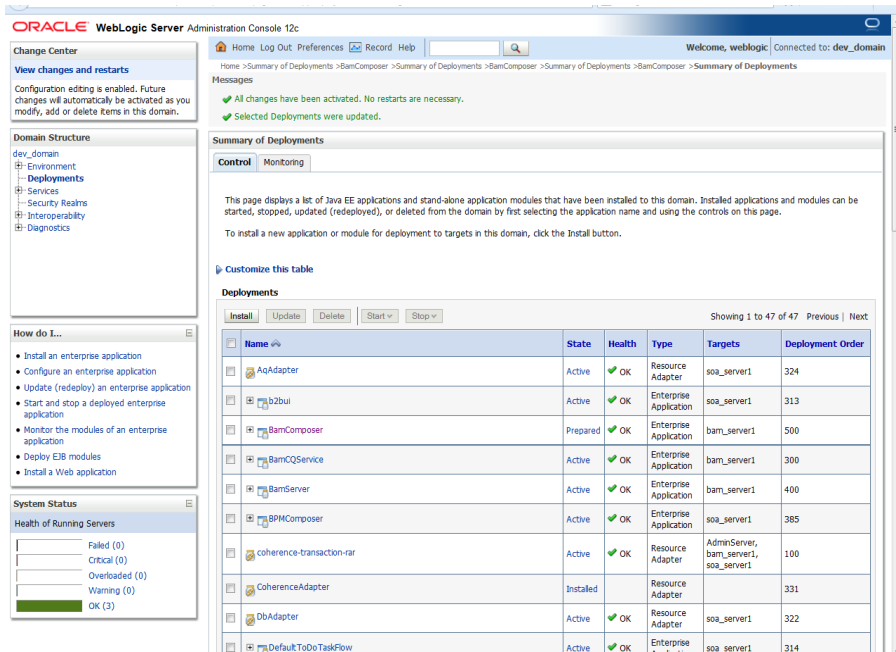 ORACLE WebLogic Server Administration Console 12c
Change Center
View changes and restarts
Configuration editing is enabled. Future
changes will automatically be activated as you
modify, add or delete items in this domain.
Domain Structure
dev_domain
Environment
Deployments
Services
Security Realms
Interoperability
Diagnostics
How do I...
Install an enterprise application
Configure an enterprise application
Update (redeploy) an enterprise application
Start and stop a deployed enterprise
application
Monitor the modules of an enterprise
application
Deploy EJB modules
Install a Web application
System Status
Health of Running Servers
Failed (0)
Critical (0)
Overloaded (0)
Warning (0)
OK (3)
Home Log Out Preferences Record Help
Welcome, weblogic Connected to: dev_domain
Home >Summary of Deployments >BamComposer >Summary of Deployments >BamComposer >Summary of Deployments >BamComposer >Summary of Deployments
Messages
All changes have been activated. No restarts are necessary.
Selected Deployments were updated.
Summary of Deployments
Control Monitoring
This page displays a list of Java EE applications and stand-alone application modules that have been installed to this domain. Installed applications and modules can be
started, stopped, updated (redeployed), or deleted from the domain by first selecting the application name and using the controls on this page.
To install a new application or module for deployment to targets in this domain, click the Install button.
Customize this table
Deployments
Install Update Delete Start Stop
Showing 1 to 47 of 47 Previous | Next
Name State Health Type Targets Deployment Order
AqAdapter Active OK Resource Adapter soa_server1 324
b2bui Active OK Enterprise Application soa_server1 313
BamComposer Prepared OK Enterprise Application bam_server1 500
BamCQService Active OK Enterprise Application bam_server1 300
BamServer Active OK Enterprise Application bam_server1 400
BPMComposer Active OK Enterprise Application soa_server1 385
coherence-transaction-rar Active OK Resource Adapter AdminServer, bam_server1, soa_server1 100
CoherenceAdapter Installed Resource Adapter 331
DbAdapter Active OK Resource Adapter soa_server1 322
DefaultToDoTaskFlow Active OK Enterprise soa_server1 314